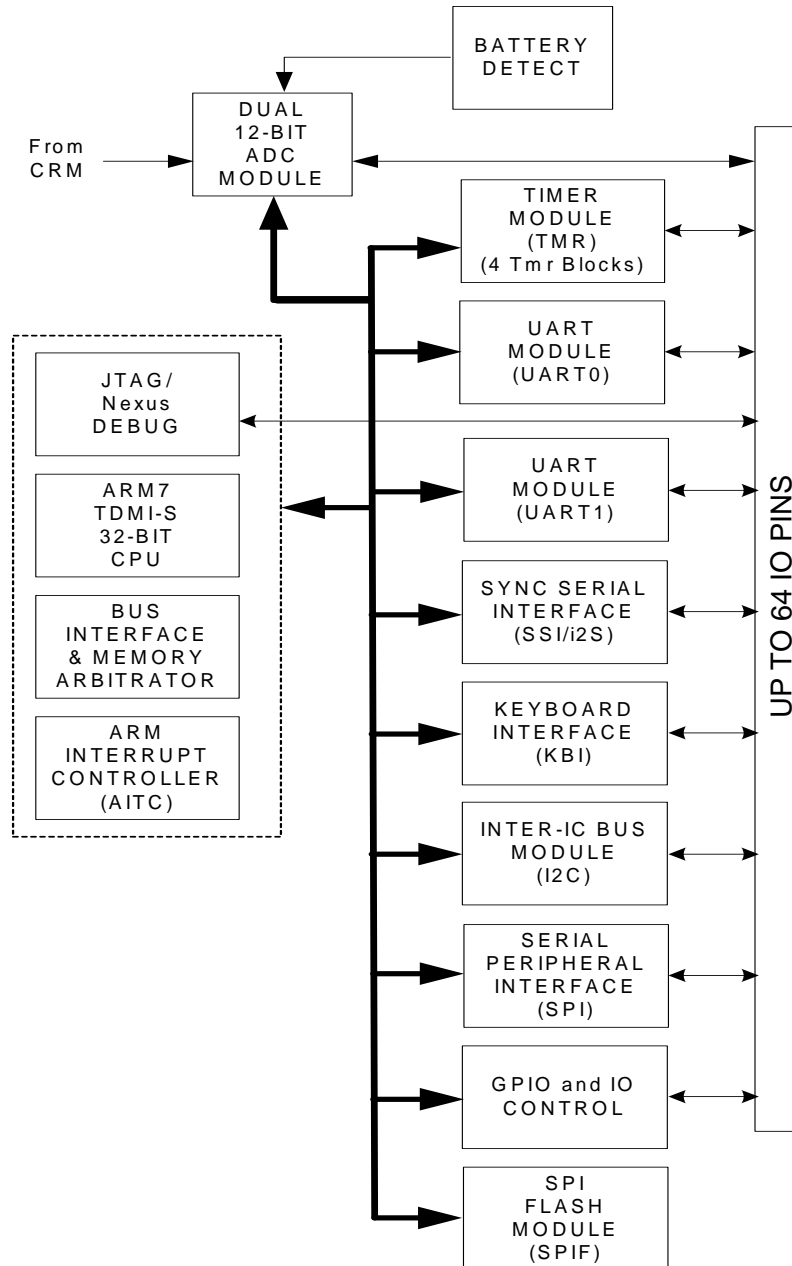 BATTERY
DETECT
DUAL
12-BIT
ADC
MODULE
From
CRM
TIMER
MODULE
(TMR)
(4 Tmr Blocks)
UART
MODULE
(UART0)
JTAG/
Nexus
DEBUG
UART
MODULE
(UART1)
ARM7
TDMI-S
32-BIT
CPU
SYNC SERIAL
INTERFACE
(SSI/i2S)
BUS
INTERFACE
& MEMORY
ARBITRATOR
KEYBOARD
INTERFACE
(KBI)
ARM
INTERRUPT
CONTROLLER
(AITC)
INTER-IC BUS
MODULE
(I2C)
SERIAL
PERIPHERAL
INTERFACE
(SPI)
GPIO and IO
CONTROL
SPI
FLASH
MODULE
(SPIF)
UP TO 64 IO PINS